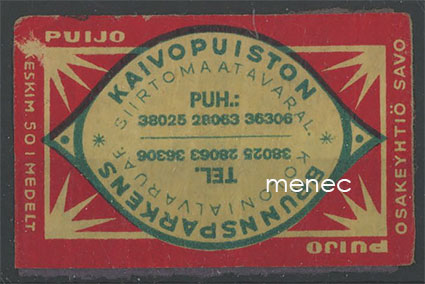 PUIJO
KAIVOPUISTON
SIIRTOMAATAVARAL.
PUH.:
38025 28063 36306
38025 28063 36306
TEL.
KOLONIALVARUAF.
BRUNNSPARKENS
KESKIM. 50 I MEDELT.
OSAKEYHTIÖ SAVO
PUIJO
menec